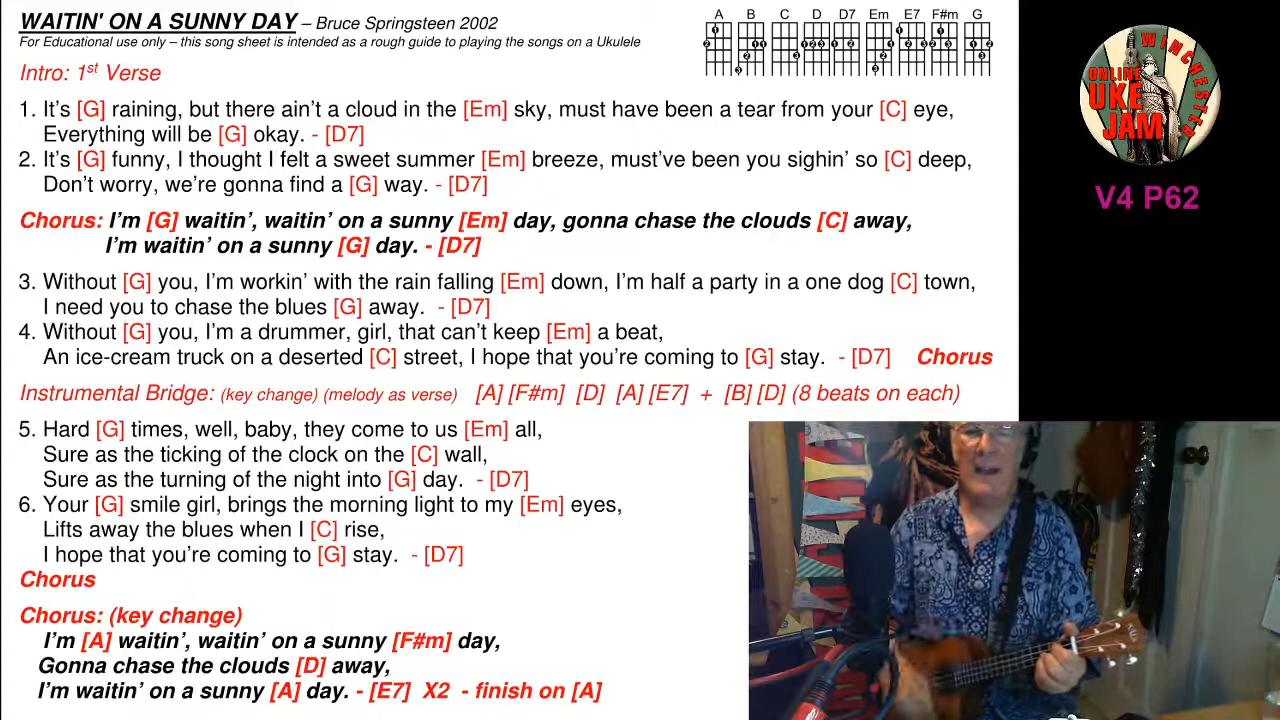 WAITIN' ON A SUNNY DAY – Bruce Springsteen 2002
For Educational use only – this song sheet is intended as a rough guide to playing the songs on a Ukulele
A B C D D7 Em E7 F#m G
Intro: 1st Verse
1. It's [G] raining, but there ain't a cloud in the [Em] sky, must have been a tear from your [C] eye,
Everything will be [G] okay. - [D7]
2. It's [G] funny, I thought I felt a sweet summer [Em] breeze, must've been you sighin' so [C] deep,
Don't worry, we're gonna find a [G] way. - [D7]
Chorus: I'm [G] waitin', waitin' on a sunny [Em] day, gonna chase the clouds [C] away,
I'm waitin' on a sunny [G] day. - [D7]
3. Without [G] you, I'm workin' with the rain falling [Em] down, I'm half a party in a one dog [C] town,
I need you to chase the blues [G] away. - [D7]
4. Without [G] you, I'm a drummer, girl, that can't keep [Em] a beat,
An ice-cream truck on a deserted [C] street, I hope that you're coming to [G] stay. - [D7] Chorus
Instrumental Bridge: (key change) (melody as verse) [A] [F#m] [D] [A] [E7] + [B] [D] (8 beats on each)
5. Hard [G] times, well, baby, they come to us [Em] all,
Sure as the ticking of the clock on the [C] wall,
Sure as the turning of the night into [G] day. - [D7]
6. Your [G] smile girl, brings the morning light to my [Em] eyes,
Lifts away the blues when I [C] rise,
I hope that you're coming to [G] stay. - [D7]
Chorus
Chorus: (key change)
I'm [A] waitin', waitin' on a sunny [F#m] day,
Gonna chase the clouds [D] away,
I'm waitin' on a sunny [A] day. - [E7] X2 - finish on [A]
WINCHESTER
ONLINE
UKE
JAM
V4 P62